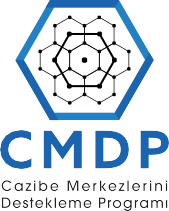 CMDP
Cazibe Merkezlerini
Destekleme Programı